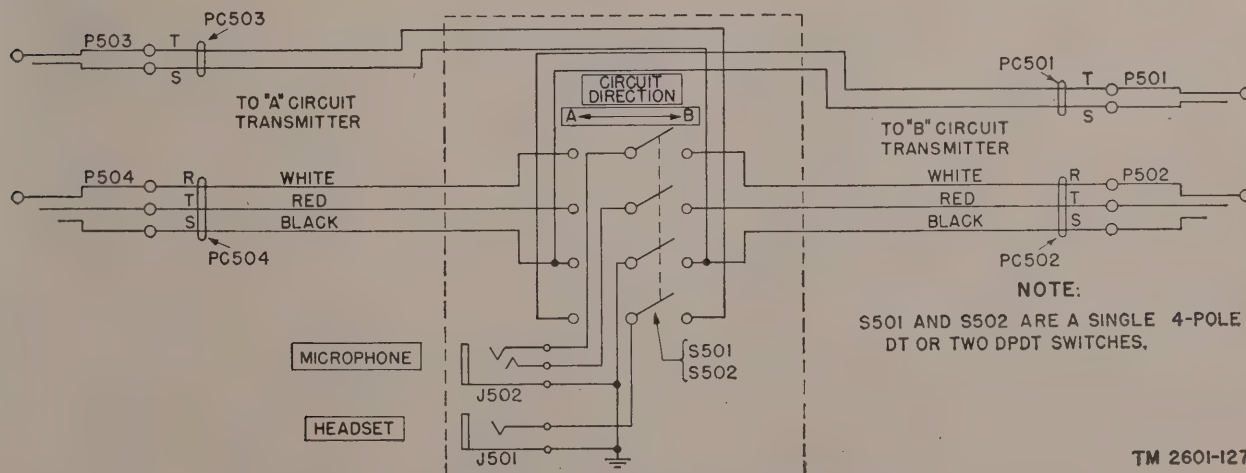 PC503
P503
T
S
TO "A" CIRCUIT
TRANSMITTER
CIRCUIT
DIRECTION
A B
PC501
T
P501
S
TO "B" CIRCUIT
TRANSMITTER
P504
R
WHITE
T
RED
S
BLACK
PC504
WHITE
R
P502
RED
T
BLACK
S
PC502
NOTE:
S501 AND S502 ARE A SINGLE 4-POLE
DT OR TWO DPDT SWITCHES.
MICROPHONE
J502
S501
S502
HEADSET
J501
TM 2601-127